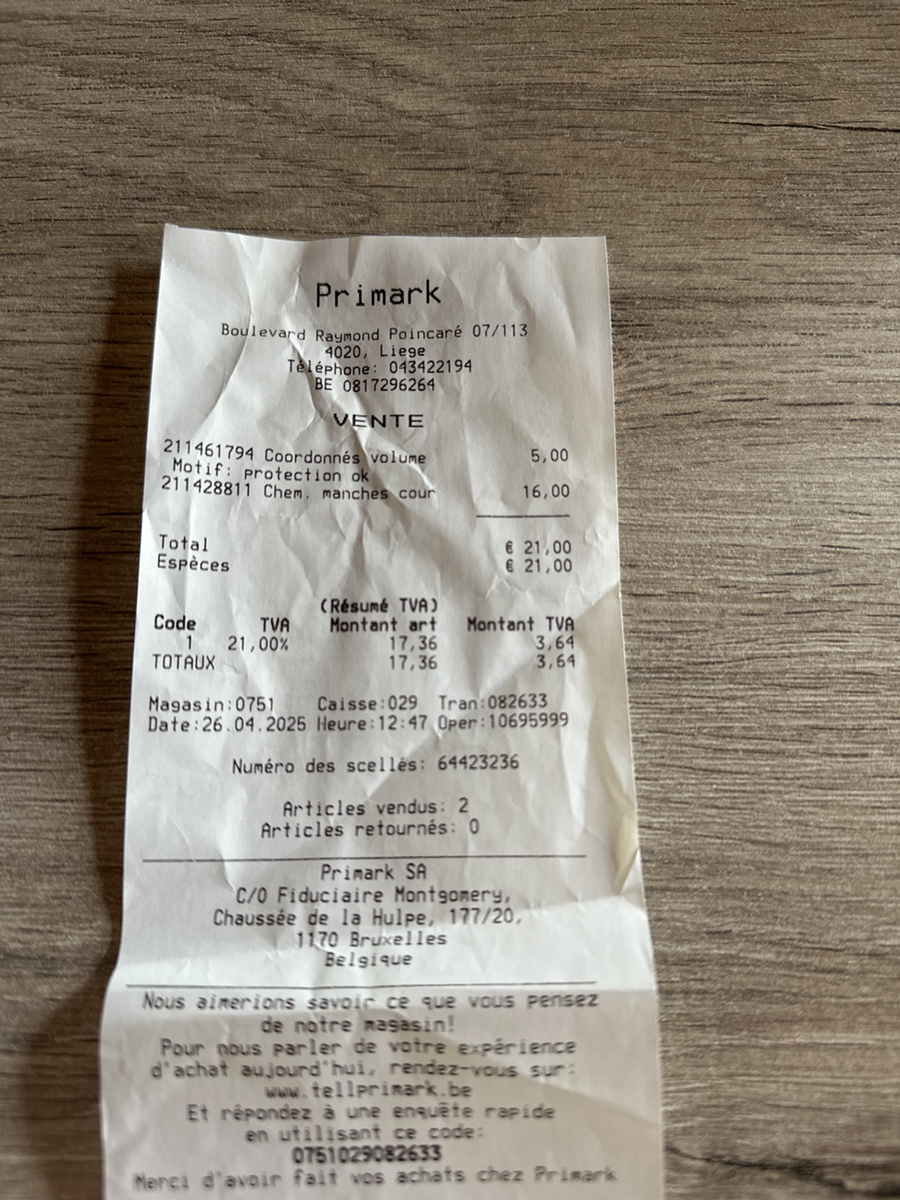 Primark
Boulevard Raymond Poincaré 07/113
4020, Liege
Téléphone: 043422194
BE 0817296264
VENTE
211461794 Coordonnés volume 5,00
Motif: protection ok
211428811 Chem. manches cour 16,00
Total € 21,00
Espèces € 21,00
(Résumé TVA)
Code TVA Montant art Montant TVA
1 21,00% 17,36 3,64
TOTAUX 17,36 3,64
Magasin:0751 Caisse:029 Tran:082633
Date:26.04.2025 Heure:12:47 Oper:10695999
Numéro des scellés: 64423236
Articles vendus: 2
Articles retournés: 0
Primark SA
C/O Fiduciaire Montgomery,
Chaussée de la Hulpe, 177/20,
1170 Bruxelles
Belgique
Nous aimerions savoir ce que vous pensez
de notre magasin!
Pour nous parler de votre expérience
d'achat aujourd'hui, rendez-vous sur:
www.tellprimark.be
Et répondez à une enquête rapide
en utilisant ce code:
0751029082633
Merci d'avoir fait vos achats chez Primark